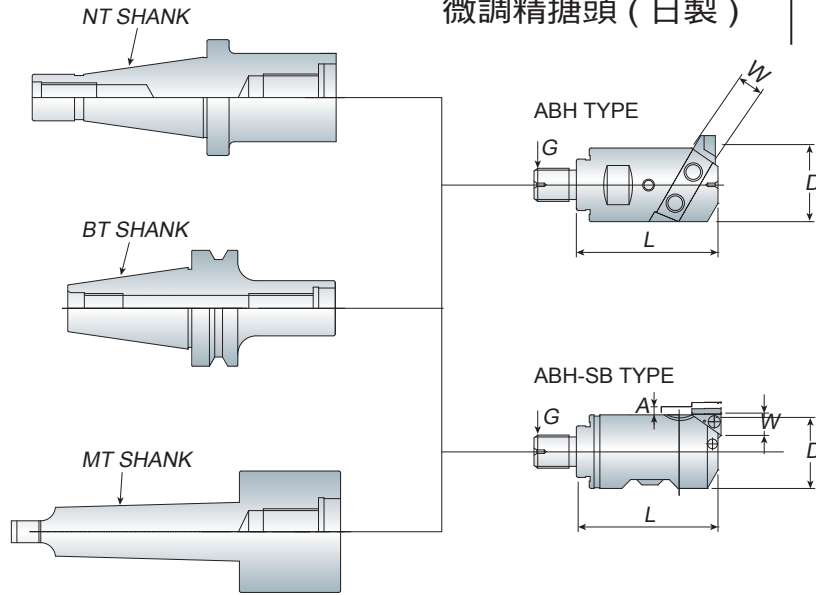 微調精搪頭（日製）
NT SHANK
BT SHANK
MT SHANK
ABH TYPE
G
W
D
L
ABH-SB TYPE
A
G
W
D
L